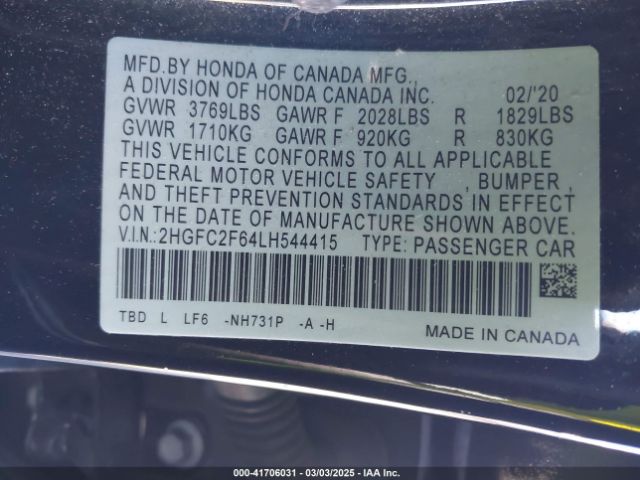 MFD.BY HONDA OF CANADA MFG.,
A DIVISION OF HONDA CANADA INC. 02/'20
GVWR 3769LBS GAWR F 2028LBS R 1829LBS
GVWR 1710KG GAWR F 920KG R 830KG
THIS VEHICLE CONFORMS TO ALL APPLICABLE
FEDERAL MOTOR VEHICLE SAFETY , BUMPER ,
AND THEFT PREVENTION STANDARDS IN EFFECT
ON THE DATE OF MANUFACTURE SHOWN ABOVE.
V.I.N.:2HGFC2F64LH544415 TYPE: PASSENGER CAR
TBD L LF6 -NH731P -A -H
MADE IN CANADA
000-41706031 | 03/03/2025 - IAA Inc.